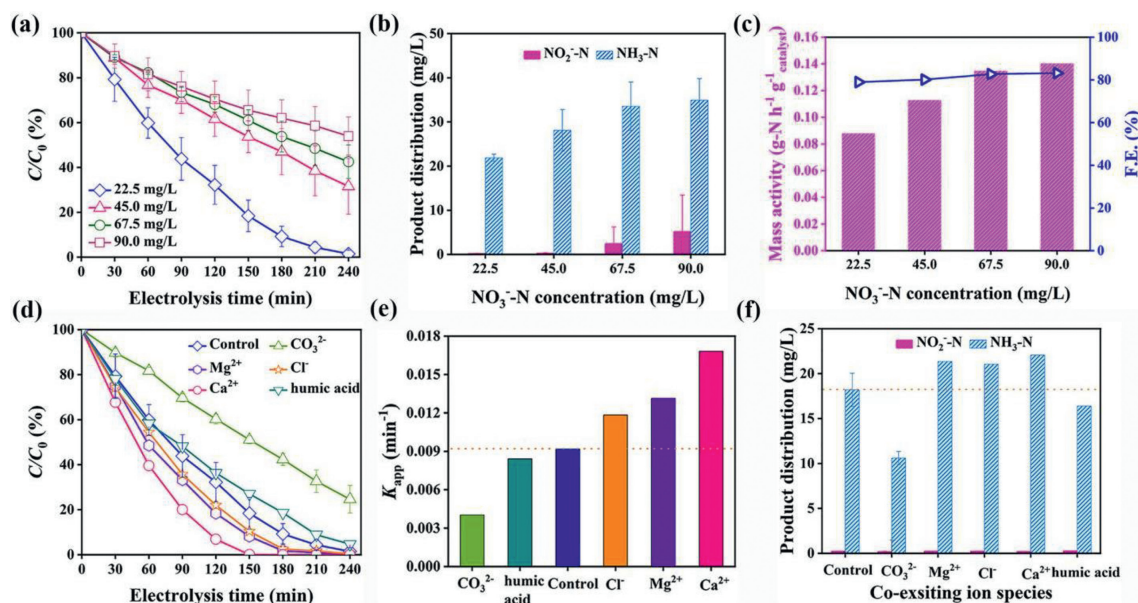 (a)
C/C₀ (%)
100
80
60
40
20
0
22.5 mg/L
45.0 mg/L
67.5 mg/L
90.0 mg/L
0 30 60 90 120 150 180 210 240
Electrolysis time (min)
(b)
Product distribution (mg/L)
50
40
30
20
10
0
NO₂⁻-N NH₃-N
22.5 45.0 67.5 90.0
NO₃⁻-N concentration (mg/L)
(c)
Mass activity (g-N h⁻¹ g⁻¹catalyst)
0.16
0.14
0.12
0.10
0.08
0.06
0.04
0.02
0.00
100
80
60
40
20
0
F.E. (%)
22.5 45.0 67.5 90.0
NO₃⁻-N concentration (mg/L)
(d)
C/C₀ (%)
100
80
60
40
20
0
Control CO₃²⁻
Mg²⁺ Cl⁻
Ca²⁺ humic acid
0 30 60 90 120 150 180 210 240
Electrolysis time (min)
(e)
Kapp (min⁻¹)
0.018
0.015
0.012
0.009
0.006
0.003
0.000
CO₃²⁻ humic acid Control Cl⁻ Mg²⁺ Ca²⁺
(f)
Product distribution (mg/L)
25
20
15
10
5
0
NO₂⁻-N NH₃-N
Control CO₃²⁻ Mg²⁺ Cl⁻ Ca²⁺ humic acid
Co-exsiting ion species